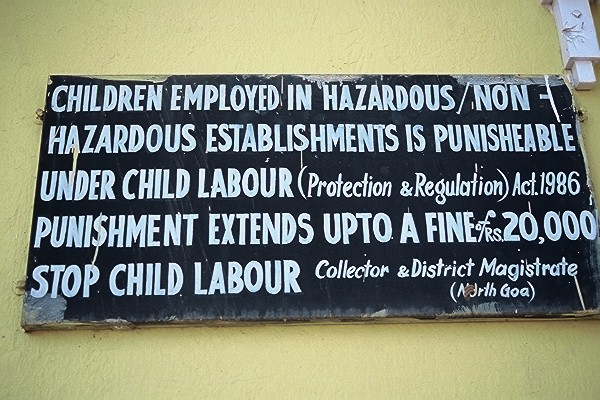 CHILDREN EMPLOYED IN HAZARDOUS/NON-
HAZARDOUS ESTABLISHMENTS IS PUNISHEABLE
UNDER CHILD LABOUR (Protection & Regulation) Act.1986
PUNISHMENT EXTENDS UPTO A FINE of RS. 20,000
STOP CHILD LABOUR Collector & District Magistrate
(North Goa)